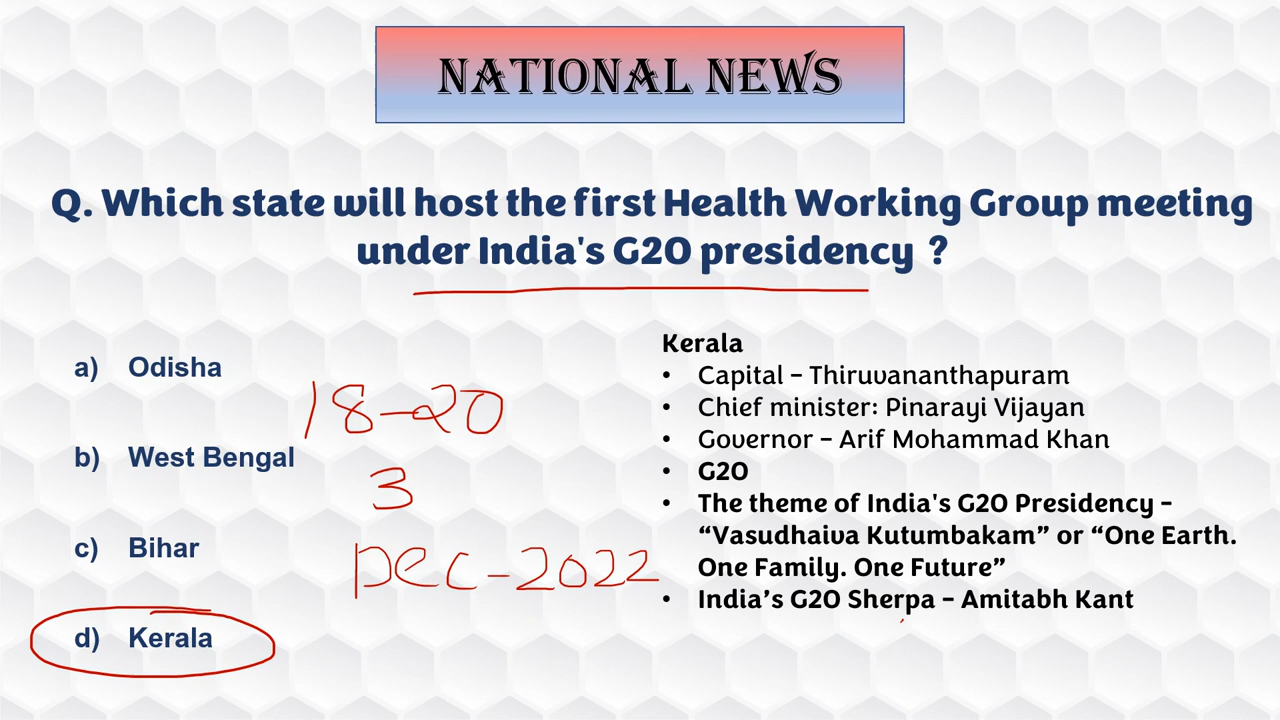 NATIONAL NEWS
Q. Which state will host the first Health Working Group meeting
under India's G20 presidency ?
a) Odisha
b) West Bengal
c) Bihar
d) Kerala
18-20
3
DEC-2022
Kerala
• Capital – Thiruvananthapuram
• Chief minister: Pinarayi Vijayan
• Governor – Arif Mohammad Khan
• G20
• The theme of India's G20 Presidency –
“Vasudhaiva Kutumbakam” or “One Earth.
One Family. One Future”
• India’s G20 Sherpa – Amitabh Kant